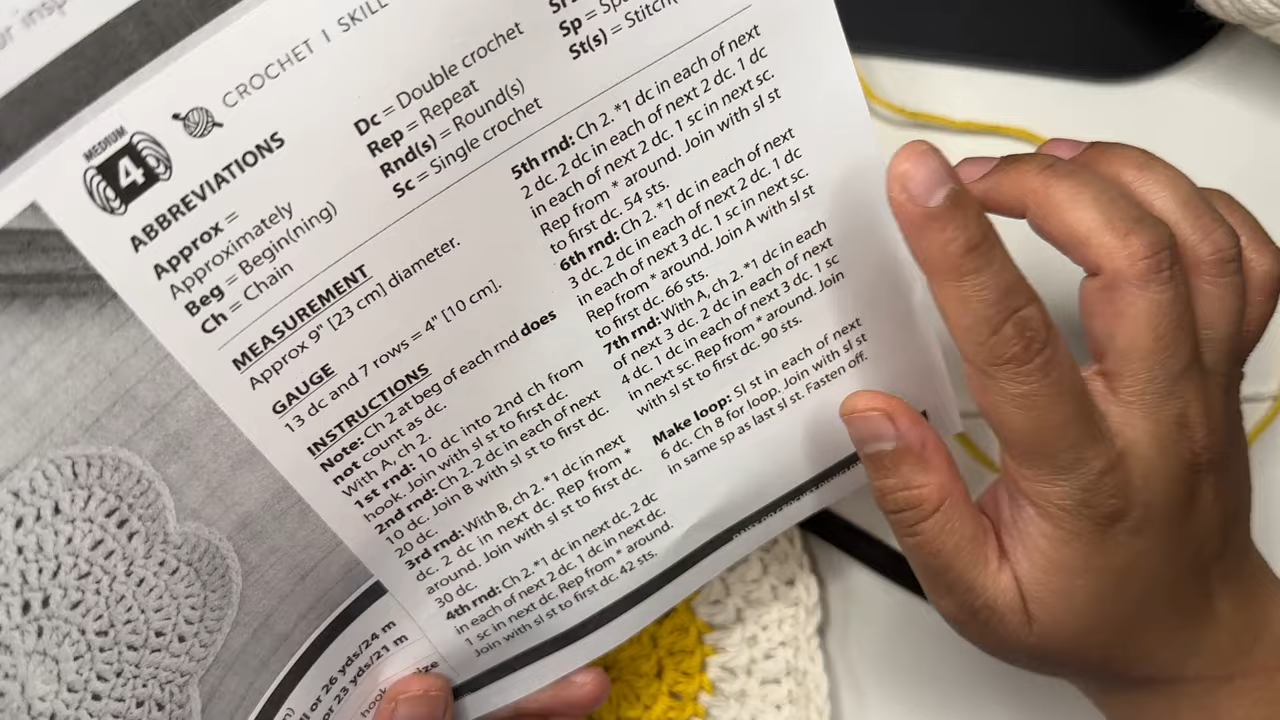 CROCHET | SKILL
MEDIUM
4
ABBREVIATIONS
Approx =
Approximately
Beg = Begin(ning)
Ch = Chain
Dc = Double crochet
Rep = Repeat
Rnd(s) = Round(s)
Sc = Single crochet
Sp =
St(s) = Stitch
MEASUREMENT
Approx 9" [23 cm] diameter.
GAUGE
13 dc and 7 rows = 4" [10 cm].
INSTRUCTIONS
Note: Ch 2 at beg of each rnd does
not count as dc.
With A, ch 2.
1st rnd: 10 dc into 2nd ch from
hook. Join with sl st to first dc.
10 dc.
2nd rnd: Ch 2. 2 dc in each of next
10 dc. Join B with sl st to first dc.
20 dc.
3rd rnd: With B, ch 2. *1 dc in next
dc. 2 dc in next dc. Rep from *
around. Join with sl st to first dc.
30 dc.
4th rnd: Ch 2. *1 dc in next dc. 2 dc
in each of next 2 dc. 1 dc in next dc.
1 sc in next dc. Rep from * around.
Join with sl st to first dc. 42 sts.
5th rnd: Ch 2. *1 dc in each of next
2 dc. 2 dc in each of next 2 dc. 1 dc
in each of next 2 dc. 1 sc in next sc.
Rep from * around. Join with sl st
to first dc. 54 sts.
6th rnd: Ch 2. *1 dc in each of next
3 dc. 2 dc in each of next 2 dc. 1 dc
in each of next 3 dc. 1 sc in next sc.
Rep from * around. Join A with sl st
to first dc. 66 sts.
7th rnd: With A, ch 2. *1 dc in each
of next 3 dc. 2 dc in each of next
4 dc. 1 dc in each of next 3 dc. 1 sc
in next sc. Rep from * around. Join
with sl st to first dc. 90 sts.
Make loop: Sl st in each of next
6 dc. Ch 8 for loop. Join with sl st
in same sp as last sl st. Fasten off.
or 26 yds/24 m
or 23 yds/21 m
hook